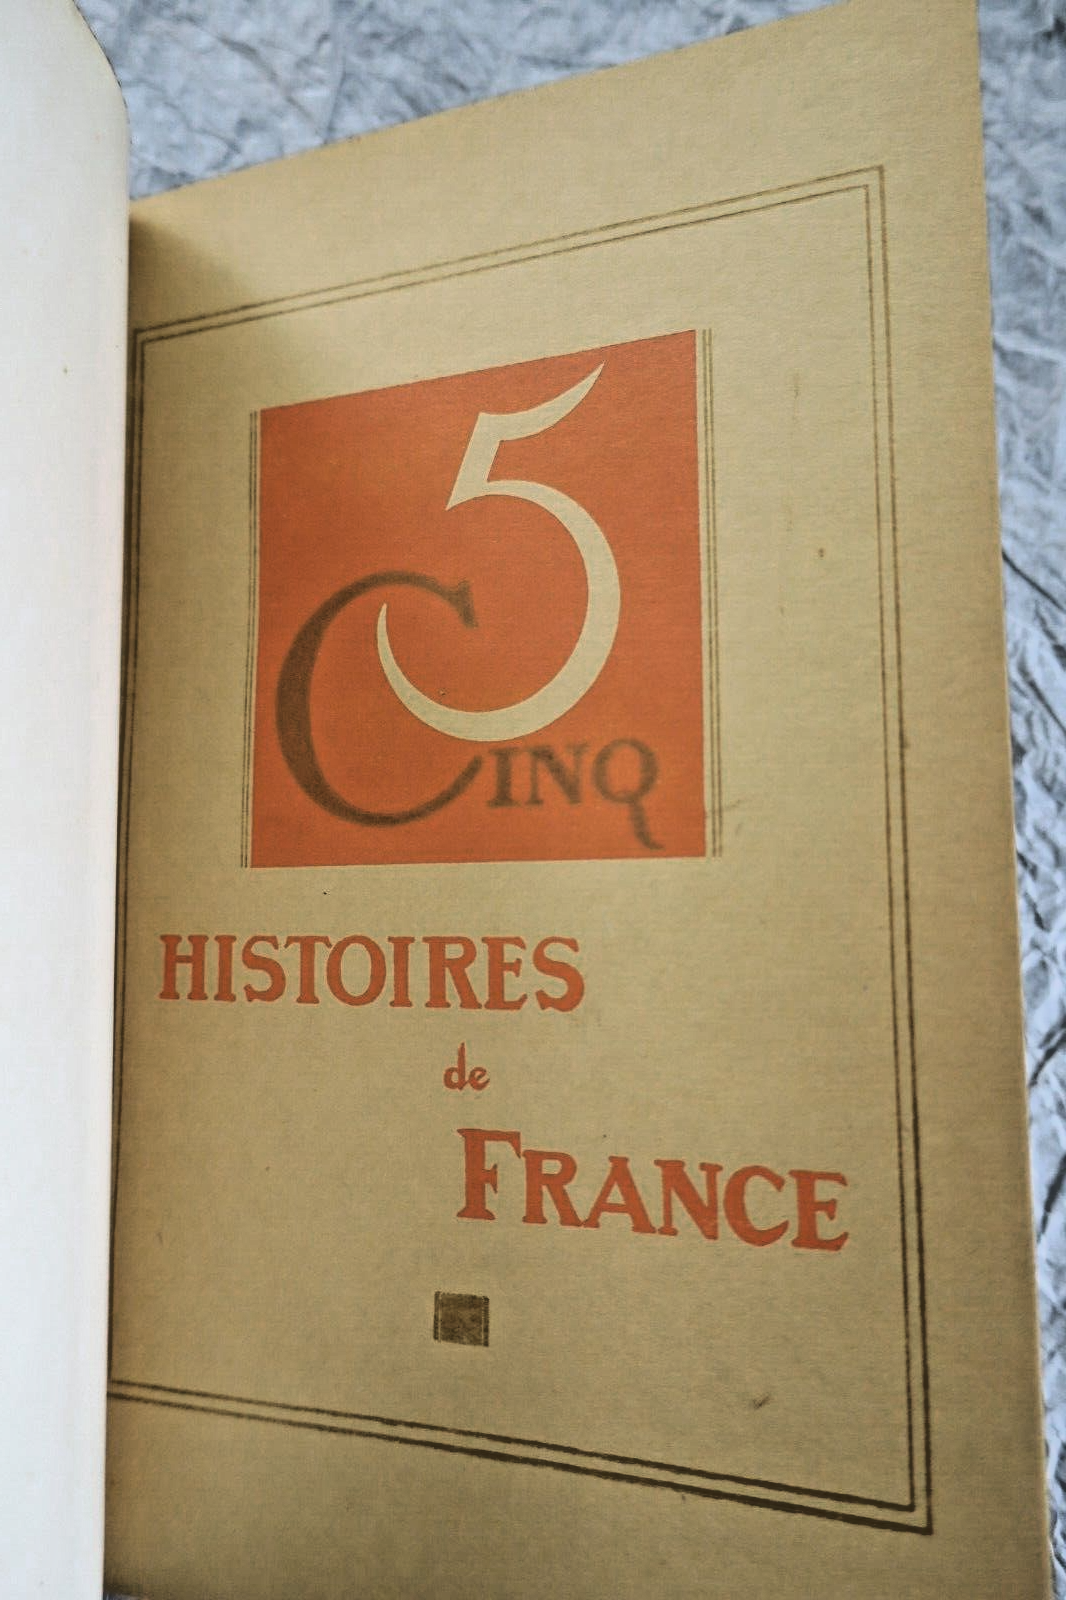 5
CINQ
HISTOIRES
de
FRANCE